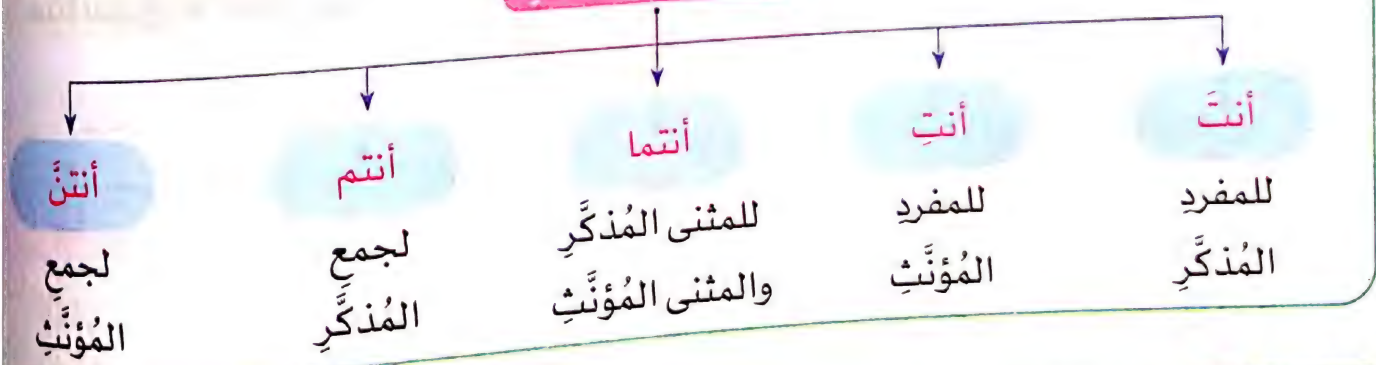 أنتَ
للمفردِ
المُذكَّرِ
أنتِ
للمفردِ
المُؤنَّثِ
أنتما
للمثنى المُذكَّرِ
والمثنى المُؤنَّثِ
أنتم
لجمعِ
المُذكَّرِ
أنتنَّ
لجمعِ
المُؤنَّثِ